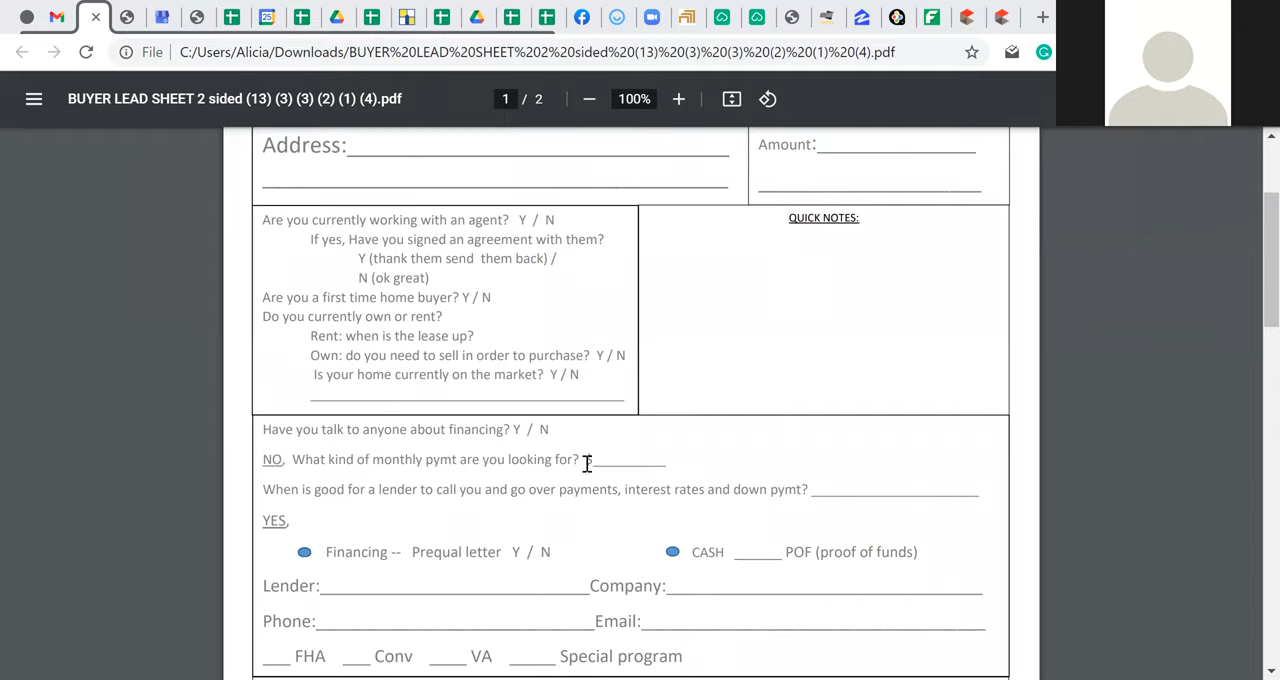 File
C:/Users/Alicia/Downloads/BUYER%20LEAD%20SHEET%202%20sided%20(13)%20(3)%20(3)%20(2)%20(1)%20(4).pdf
BUYER LEAD SHEET 2 sided (13) (3) (3) (2) (1) (4).pdf
1 / 2
100%
Address:
Amount:
Are you currently working with an agent? Y / N
If yes, Have you signed an agreement with them?
Y (thank them send them back) /
N (ok great)
Are you a first time home buyer? Y / N
Do you currently own or rent?
Rent: when is the lease up?
Own: do you need to sell in order to purchase? Y / N
Is your home currently on the market? Y / N
QUICK NOTES:
Have you talk to anyone about financing? Y / N
NO, What kind of monthly pymt are you looking for?
When is good for a lender to call you and go over payments, interest rates and down pymt?
YES,
Financing -- Prequal letter Y / N
CASH POF (proof of funds)
Lender: Company:
Phone: Email:
FHA Conv VA Special program